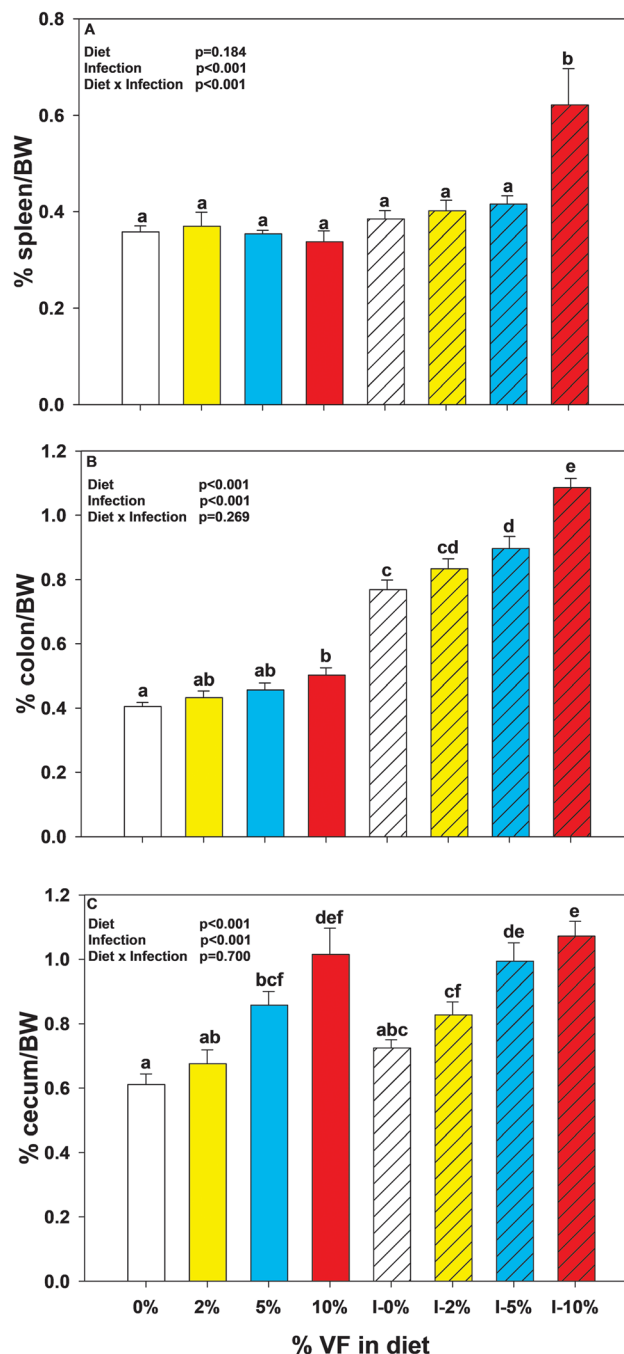 A
Diet p=0.184
Infection p<0.001
Diet x Infection p<0.001
b
a a a a a a a
0.8
0.6
0.4
0.2
0.0
% spleen/BW
B
Diet p<0.001
Infection p<0.001
Diet x Infection p=0.269
a ab ab b c cd d e
1.2
1.0
0.8
0.6
0.4
0.2
0.0
% colon/BW
C
Diet p<0.001
Infection p<0.001
Diet x Infection p=0.700
a ab bcf def abc cf de e
1.2
1.0
0.8
0.6
0.4
0.2
0.0
% cecum/BW
0% 2% 5% 10% I-0% I-2% I-5% I-10%
% VF in diet